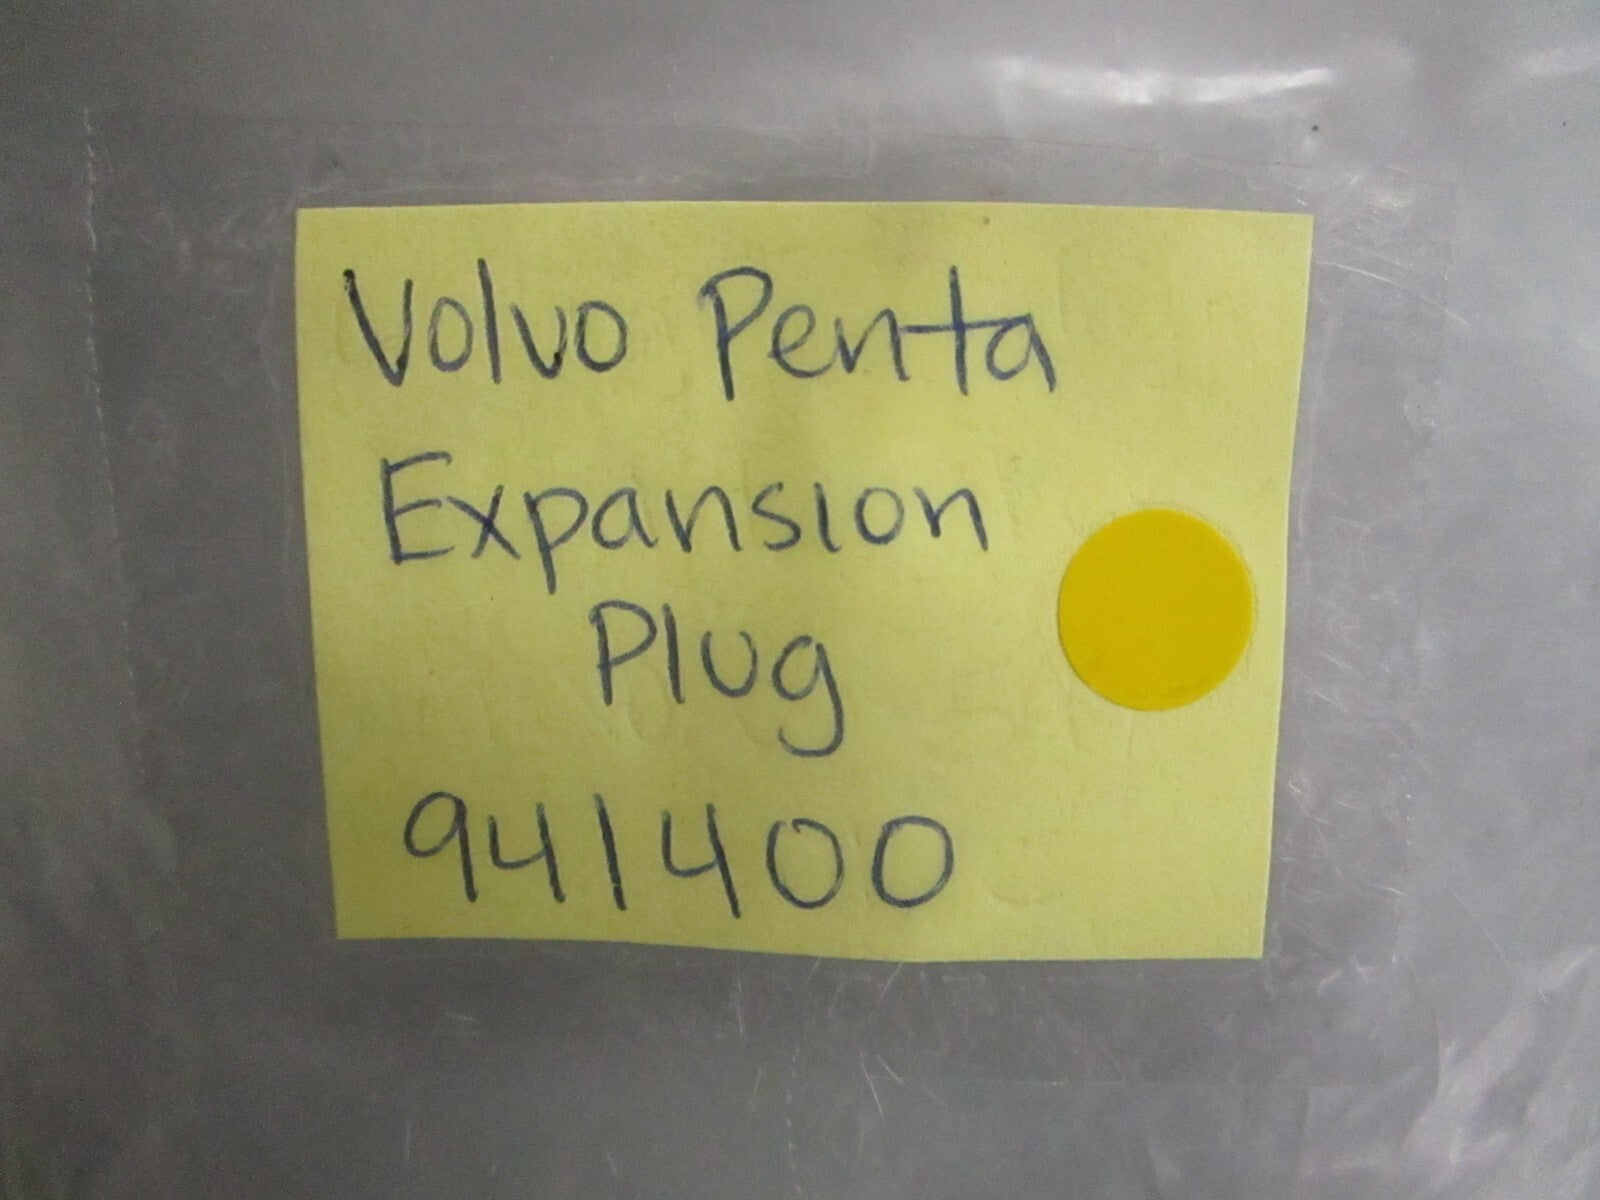 Volvo Penta
Expansion
Plug
941400